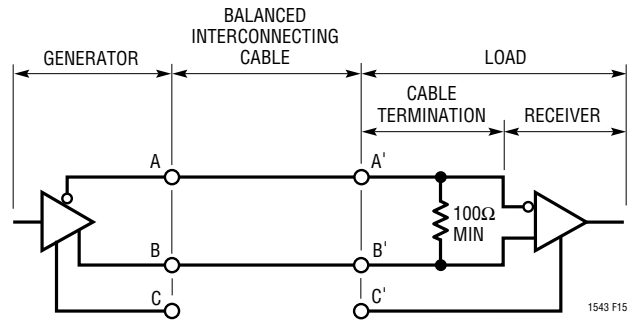 BALANCED
INTERCONNECTING
CABLE
GENERATOR
LOAD
CABLE
TERMINATION
RECEIVER
A
A'
100Ω
MIN
B
B'
C
C'
1543 F15